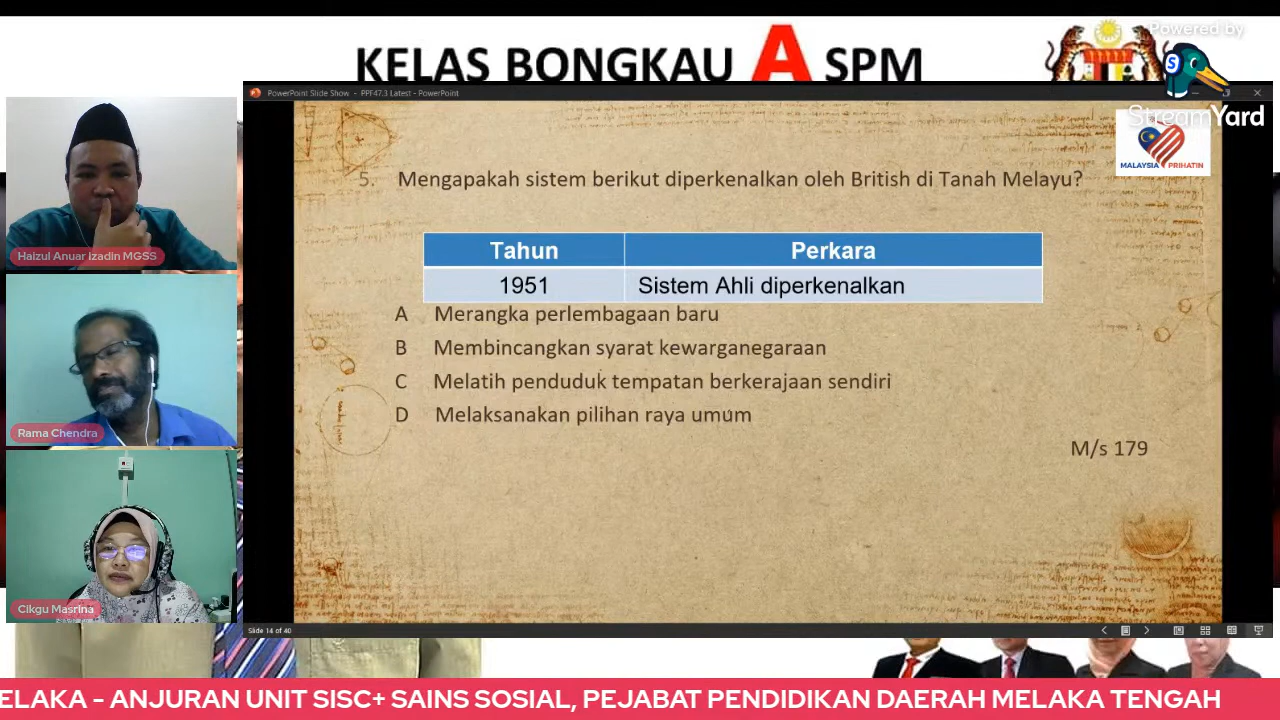 KELAS BONGKAU A SPM
Powered by
StreamYard
PowerPoint Slide Show - PPF47.3 Latest - PowerPoint
MALAYSIA PRIHATIN
5. Mengapakah sistem berikut diperkenalkan oleh British di Tanah Melayu?
Tahun Perkara
1951 Sistem Ahli diperkenalkan
A Merangka perlembagaan baru
B Membincangkan syarat kewarganegaraan
C Melatih penduduk tempatan berkerajaan sendiri
D Melaksanakan pilihan raya umum
M/s 179
Haizul Anuar Izadin MGSS
Rama Chendra
Cikgu Masrina
Slide 14 of 40
ELAKA - ANJURAN UNIT SISC+ SAINS SOSIAL, PEJABAT PENDIDIKAN DAERAH MELAKA TENGAH